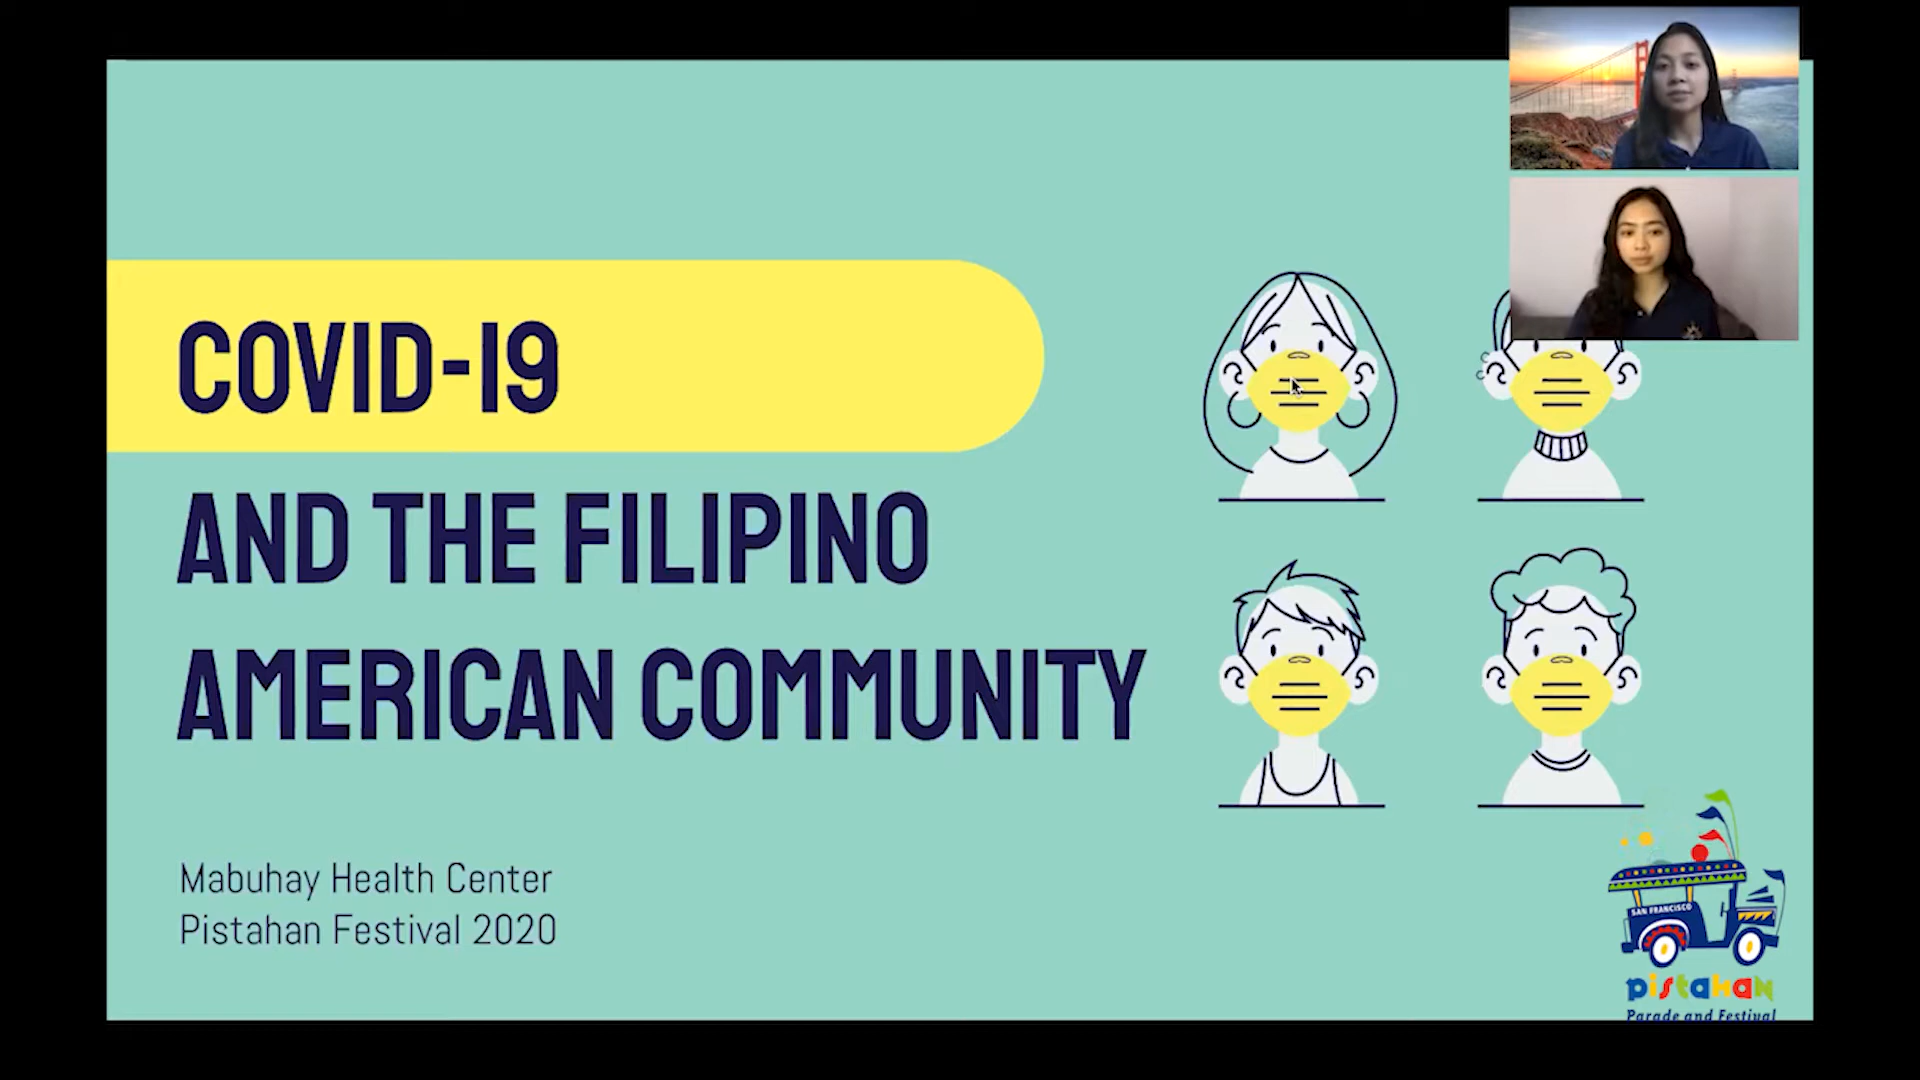 COVID-19
AND THE FILIPINO
AMERICAN COMMUNITY
Mabuhay Health Center
Pistahan Festival 2020
SAN FRANCISCO
pistahan
Parade and Festival